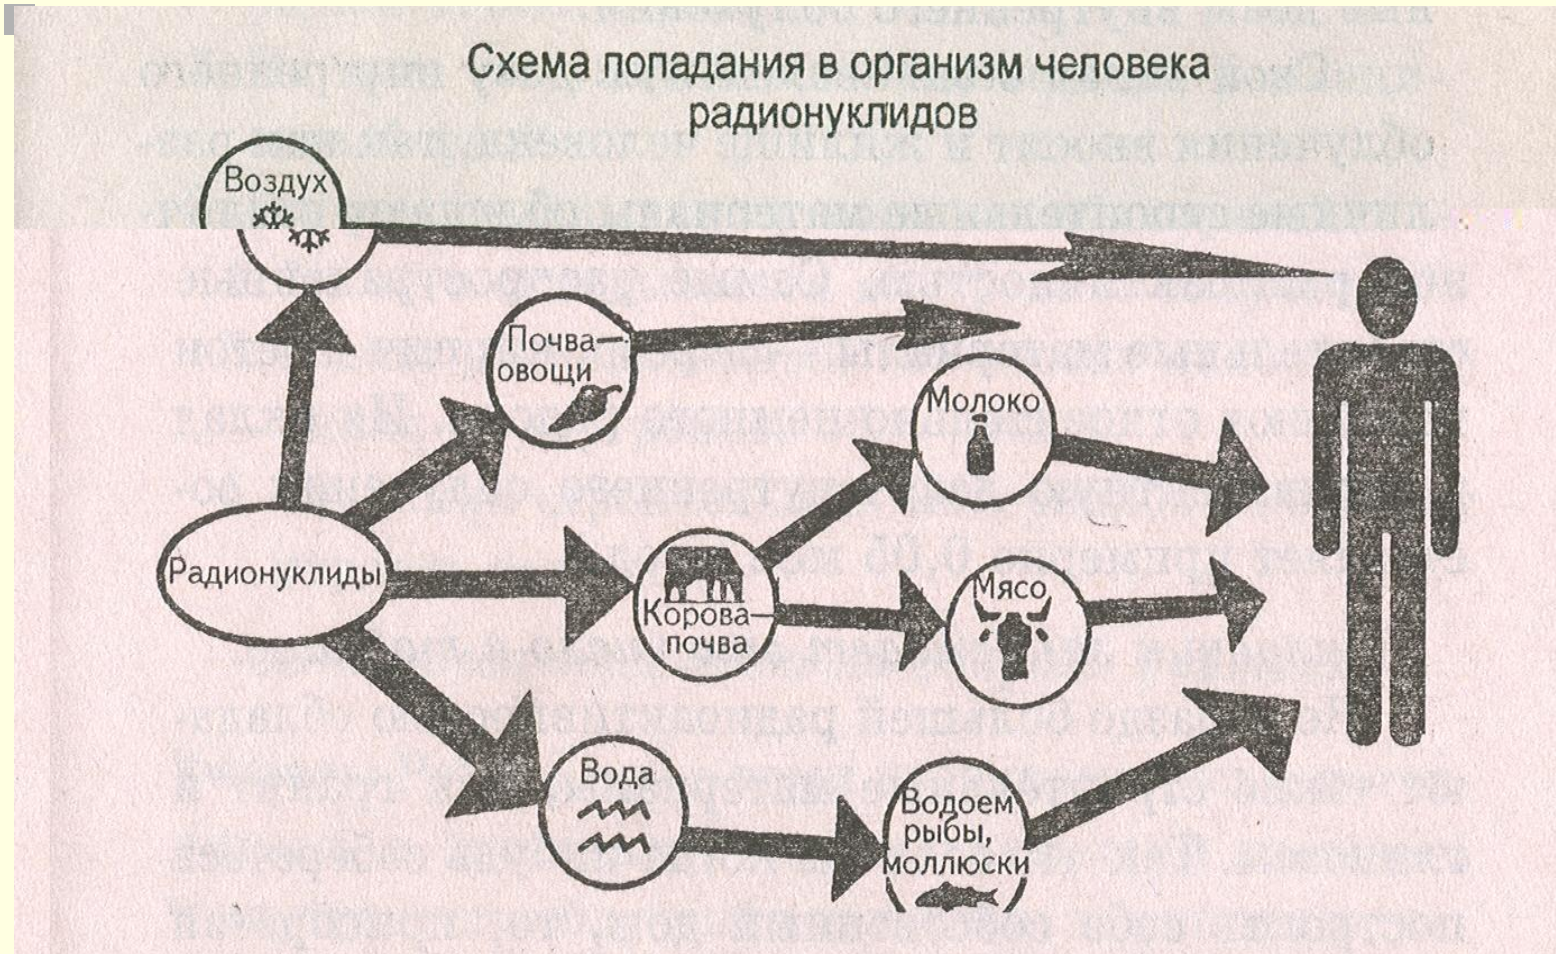 Схема попадания в организм человека
радионуклидов
Воздух
Почва—
овощи
Молоко
Радионуклиды
Корова—
почва
Мясо
Вода
Водоем
рыбы,
моллюски